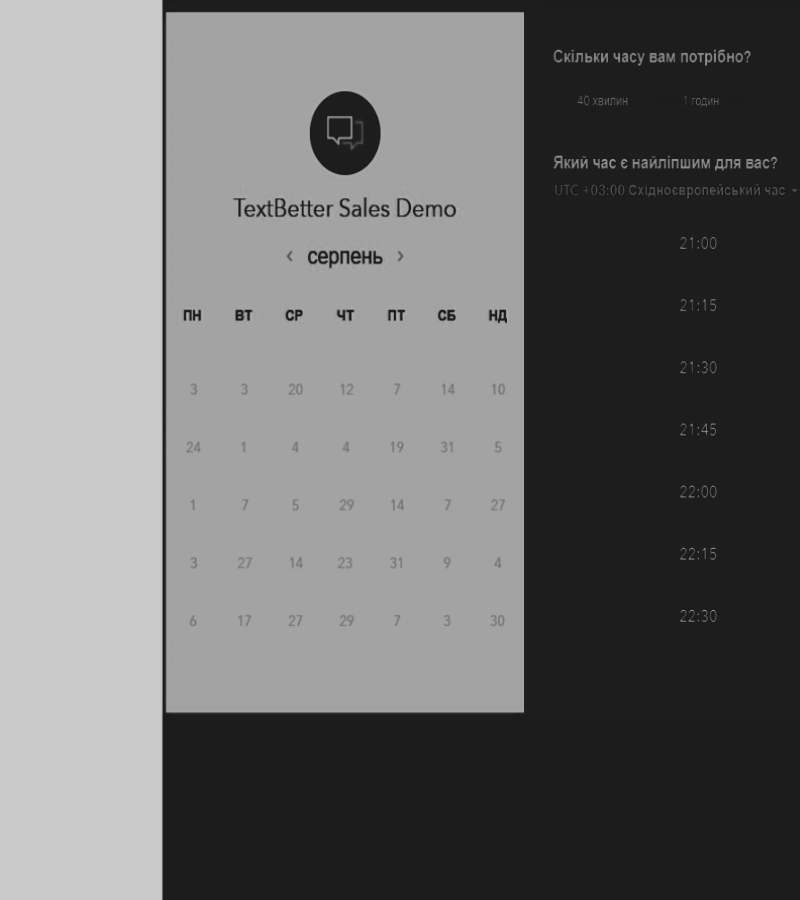 TextBetter Sales Demo
‹ серпень ›
ПН ВТ СР ЧТ ПТ СБ НД
3 3 20 12 7 14 10
24 1 4 4 19 31 5
1 7 5 29 14 7 27
3 27 14 23 31 9 4
6 17 27 29 7 3 30
Скільки часу вам потрібно?
40 хвилин 1 годин
Який час є найліпшим для вас?
UTC +03:00 Східноєвропейський час
21:00
21:15
21:30
21:45
22:00
22:15
22:30